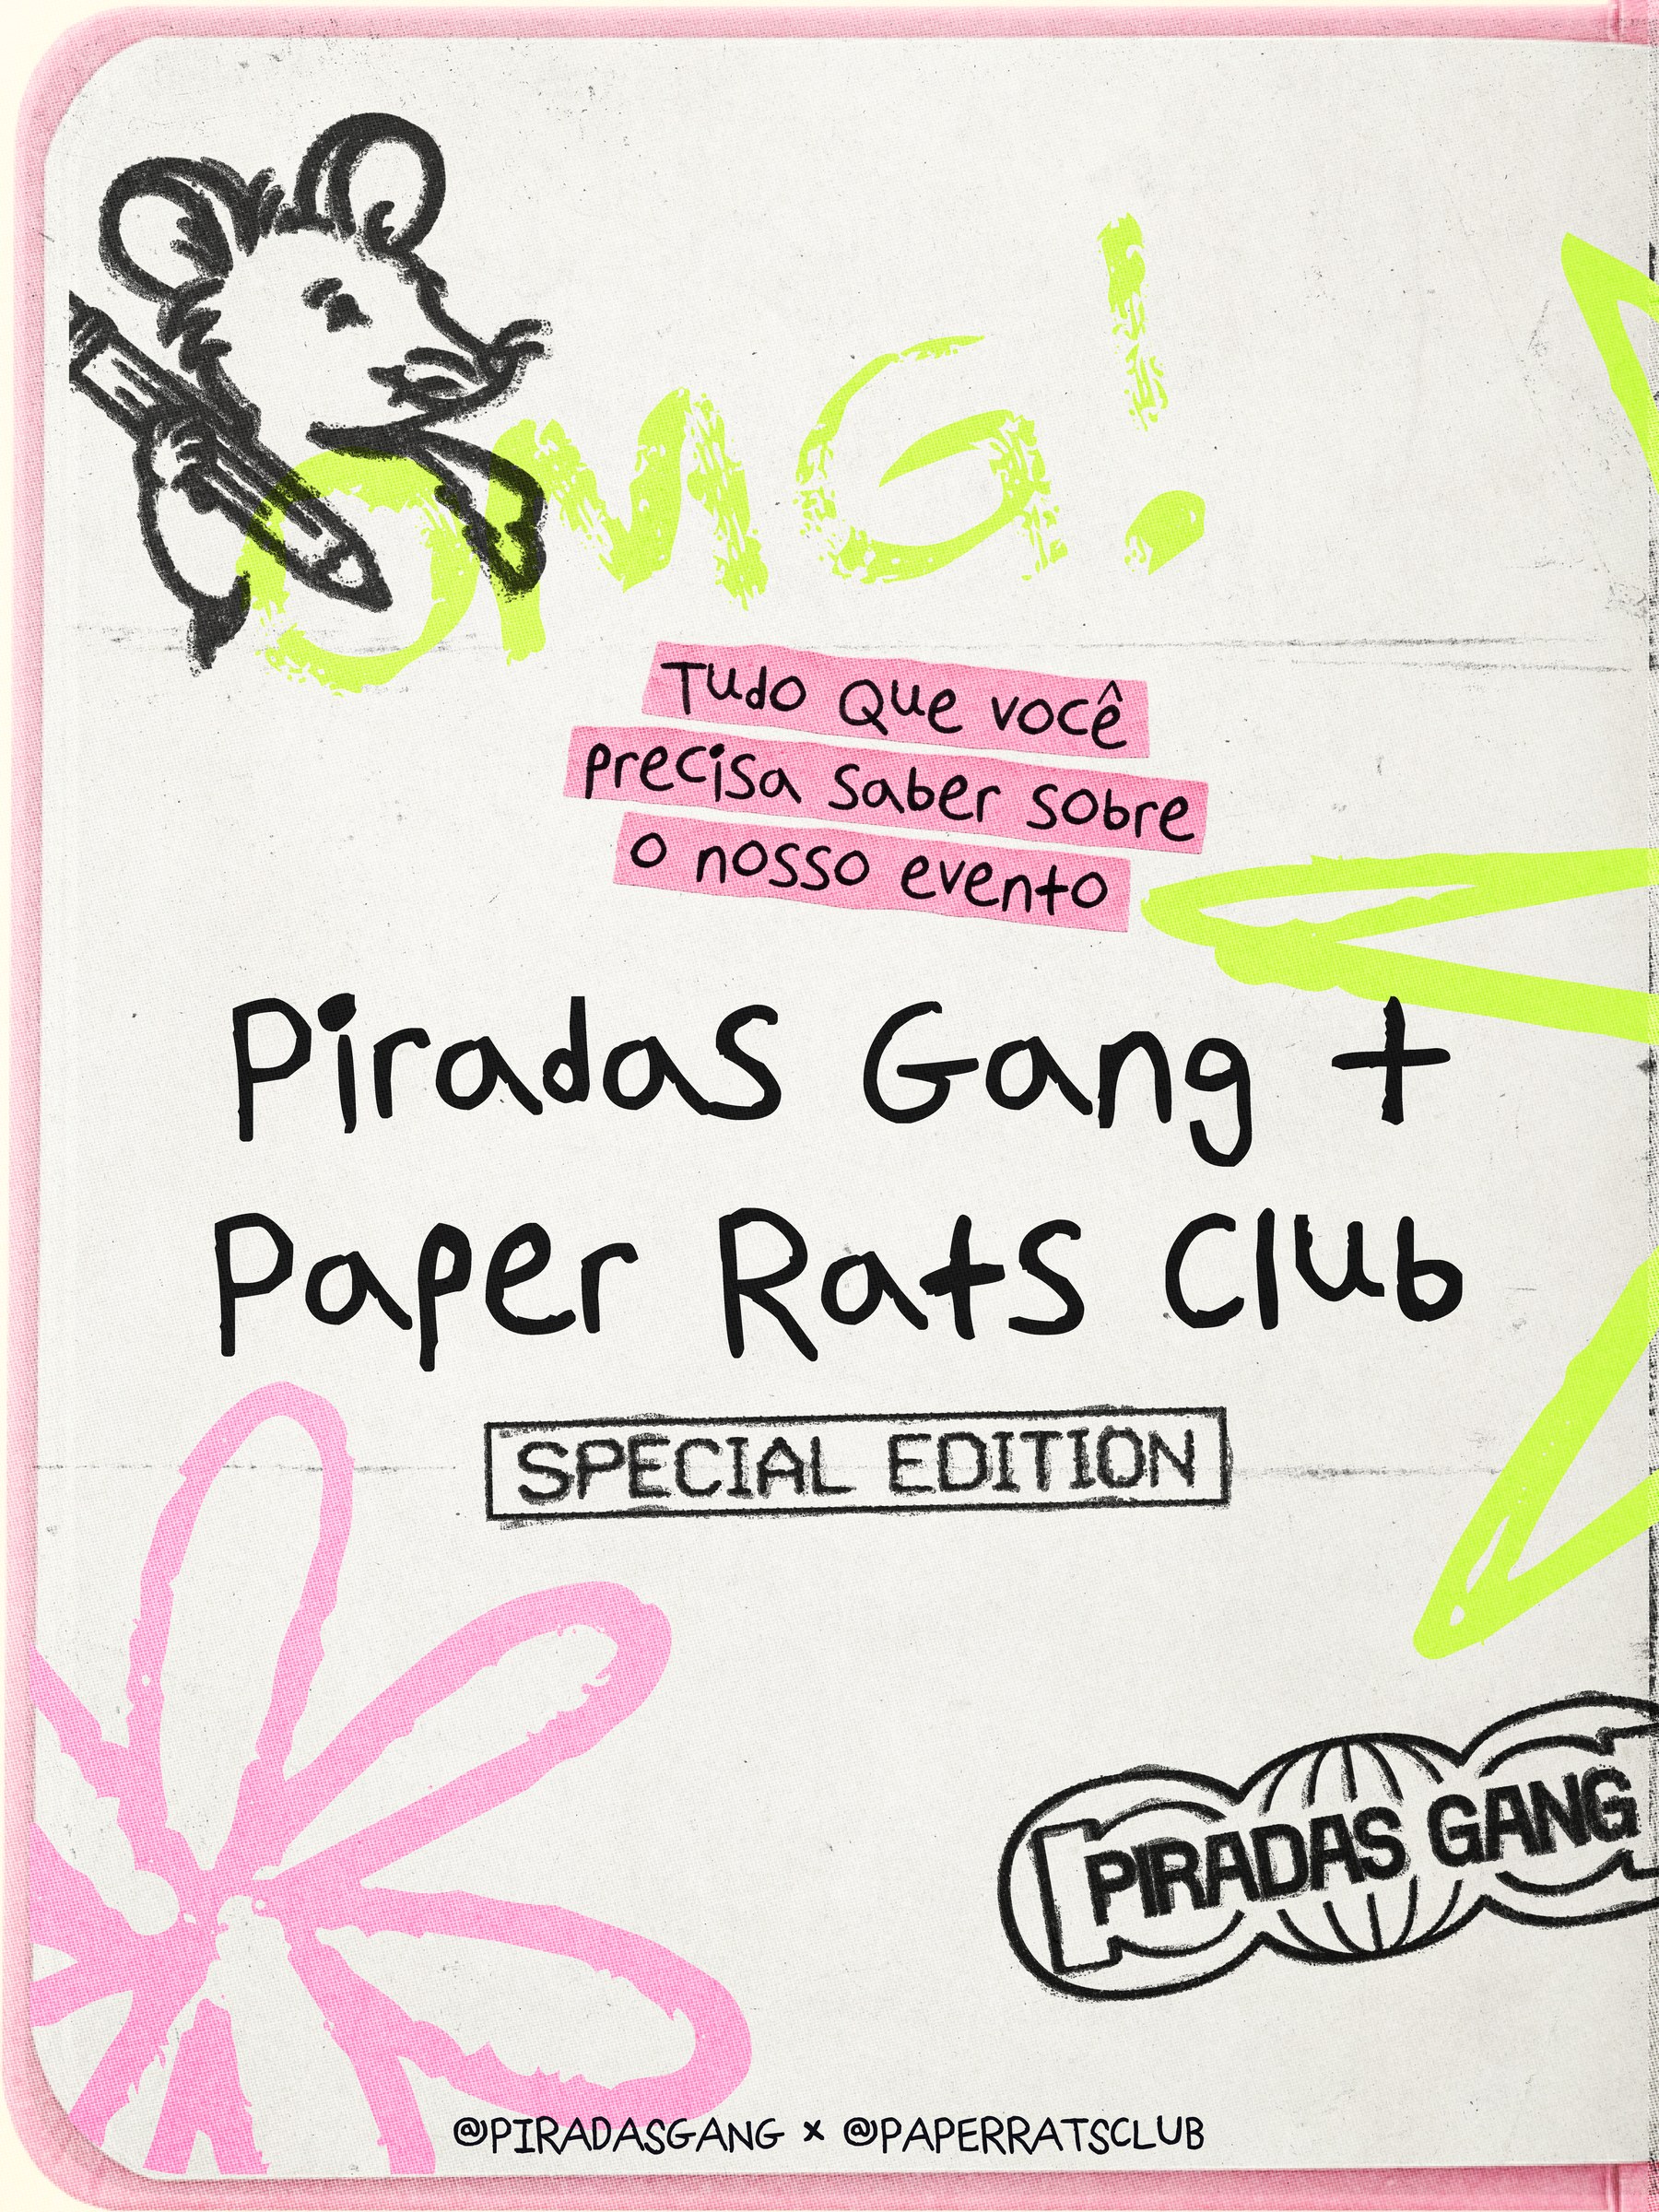 OMG!
Tudo Que você
precisa saber sobre
o nosso evento
Piradas Gang +
Paper Rats Club
SPECIAL EDITION
PIRADAS GANG
@PIRADASGANG × @PAPERRATSCLUB